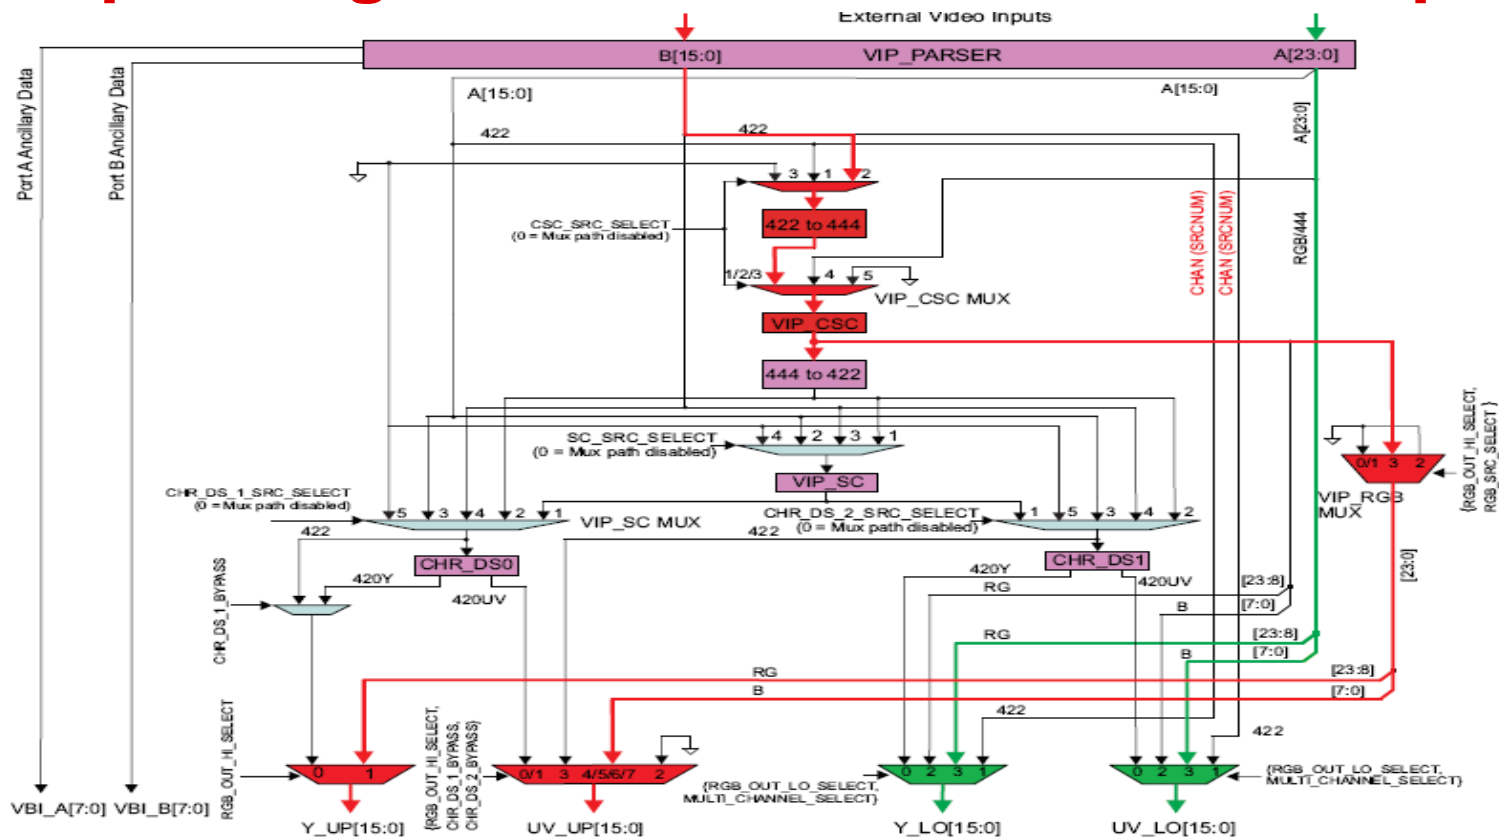 External Video Inputs
B[15:0]
VIP_PARSER
A[23:0]
A[15:0]
A[15:0]
Port A Ancillary Data
Port B Ancillary Data
A[23:0]
422
422
3
1
2
CSC_SRC_SELECT
(0 = Mux path disabled)
422 to 444
RGB/444
CHAN (SRCNUM)
CHAN (SRCNUM)
1/2/3
4
5
VIP_CSC MUX
VIP_CSC
444 to 422
SC_SRC_SELECT
(0 = Mux path disabled)
4
2
3
1
VIP_SC
0/1
3
2
VIP_RGB
MUX
{RGB_OUT_HI_SELECT,
RGB_SRC_SELECT }
CHR_DS_1_SRC_SELECT
(0 = Mux path disabled)
5
3
4
2
1
VIP_SC MUX
CHR_DS_2_SRC_SELECT
(0 = Mux path disabled)
1
5
3
4
2
422
422
CHR_DS0
CHR_DS1
420Y
420UV
420Y
420UV
[23:0]
CHR_DS_1_BYPASS
RG
[23:8]
B
[7:0]
RG
[23:8]
B
[7:0]
RG
[23:8]
B
[7:0]
422
422
RGB_OUT_HI_SELECT
0
1
{RGB_OUT_HI_SELECT,
CHR_DS_1_BYPASS,
CHR_DS_2_BYPASS}
0/1
3
4/5/6/7
2
{RGB_OUT_LO_SELECT,
MULTI_CHANNEL_SELECT}
0
2
3
1
0
2
3
1
{RGB_OUT_LO_SELECT,
MULTI_CHANNEL_SELECT}
VBI_A[7:0]
VBI_B[7:0]
Y_UP[15:0]
UV_UP[15:0]
Y_LO[15:0]
UV_LO[15:0]